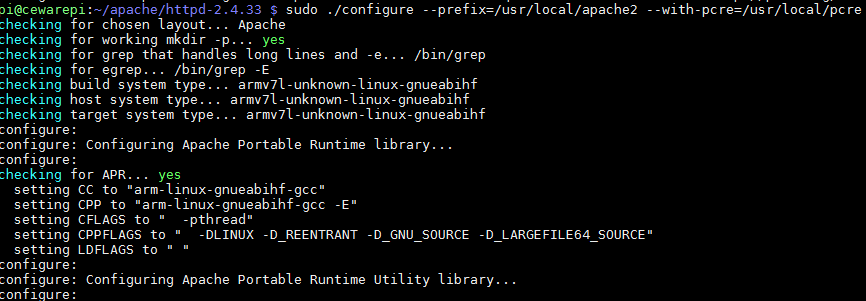 pi@cewarepi:~/apache/httpd-2.4.33 $ sudo ./configure --prefix=/usr/local/apache2 --with-pcre=/usr/local/pcre
checking for chosen layout... Apache
checking for working mkdir -p... yes
checking for grep that handles long lines and -e... /bin/grep
checking for egrep... /bin/grep -E
checking build system type... armv7l-unknown-linux-gnueabihf
checking host system type... armv7l-unknown-linux-gnueabihf
checking target system type... armv7l-unknown-linux-gnueabihf
configure:
configure: Configuring Apache Portable Runtime library...
configure:
checking for APR... yes
  setting CC to "arm-linux-gnueabihf-gcc"
  setting CPP to "arm-linux-gnueabihf-gcc -E"
  setting CFLAGS to "  -pthread"
  setting CPPFLAGS to "  -DLINUX -D_REENTRANT -D_GNU_SOURCE -D_LARGEFILE64_SOURCE"
  setting LDFLAGS to " "
configure:
configure: Configuring Apache Portable Runtime Utility library...
configure: